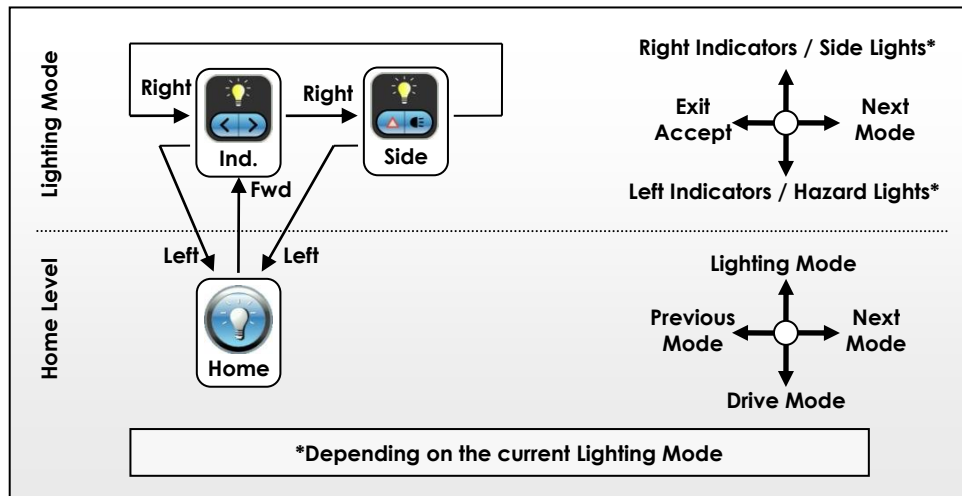 Lighting Mode
Right
Right
Ind.
Side
Fwd
Left
Left
Right Indicators / Side Lights*
Exit
Accept
Next
Mode
Left Indicators / Hazard Lights*
Home Level
Home
Lighting Mode
Previous
Mode
Next
Mode
Drive Mode
*Depending on the current Lighting Mode